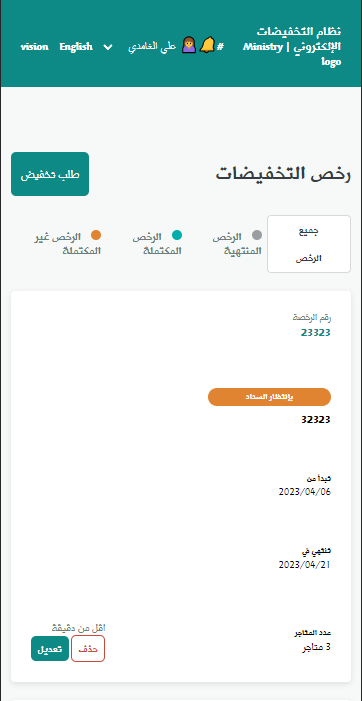 نظام التخفيضات
الإلكتروني | Ministry
logo
#
علي الغامدي
English
vision
رخص التخفيضات
طلب تخفيض
جميع
الرخص
الرخص
المنتهية
الرخص
المكتملة
الرخص غير
المكتملة
رقم الرخصة
23323
بإنتظار السداد
32323
تبدأ من
2023/04/06
تنتهي في
2023/04/21
عدد المتاجر
3 متاجر
اقل من دقيقة
حذف
تعديل